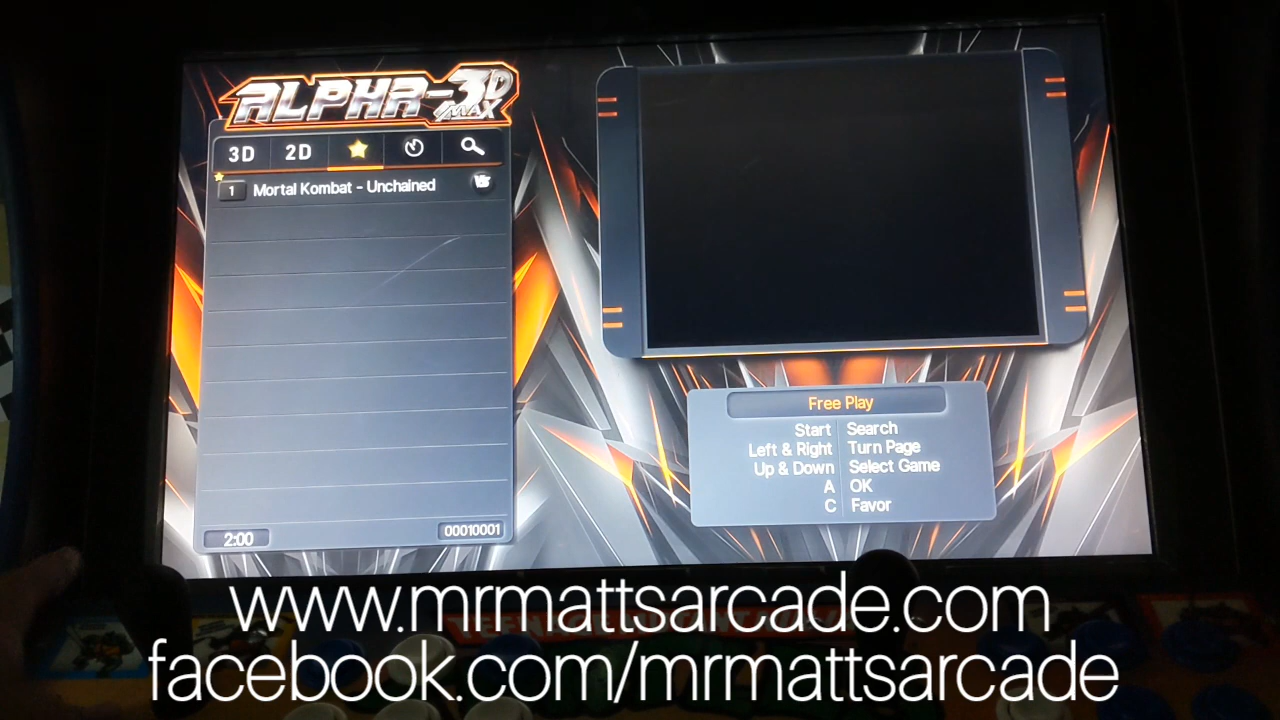 ALPHA-3D
MAX
3D 2D
1 Mortal Kombat - Unchained VS
2:00 00010001
Free Play
Start Search
Left & Right Turn Page
Up & Down Select Game
A OK
C Favor
www.mrmattsarcade.com
facebook.com/mrmattsarcade